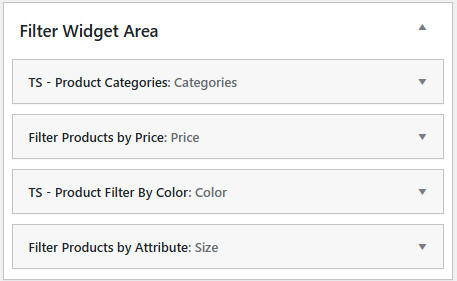 Filter Widget Area
TS - Product Categories: Categories
Filter Products by Price: Price
TS - Product Filter By Color: Color
Filter Products by Attribute: Size